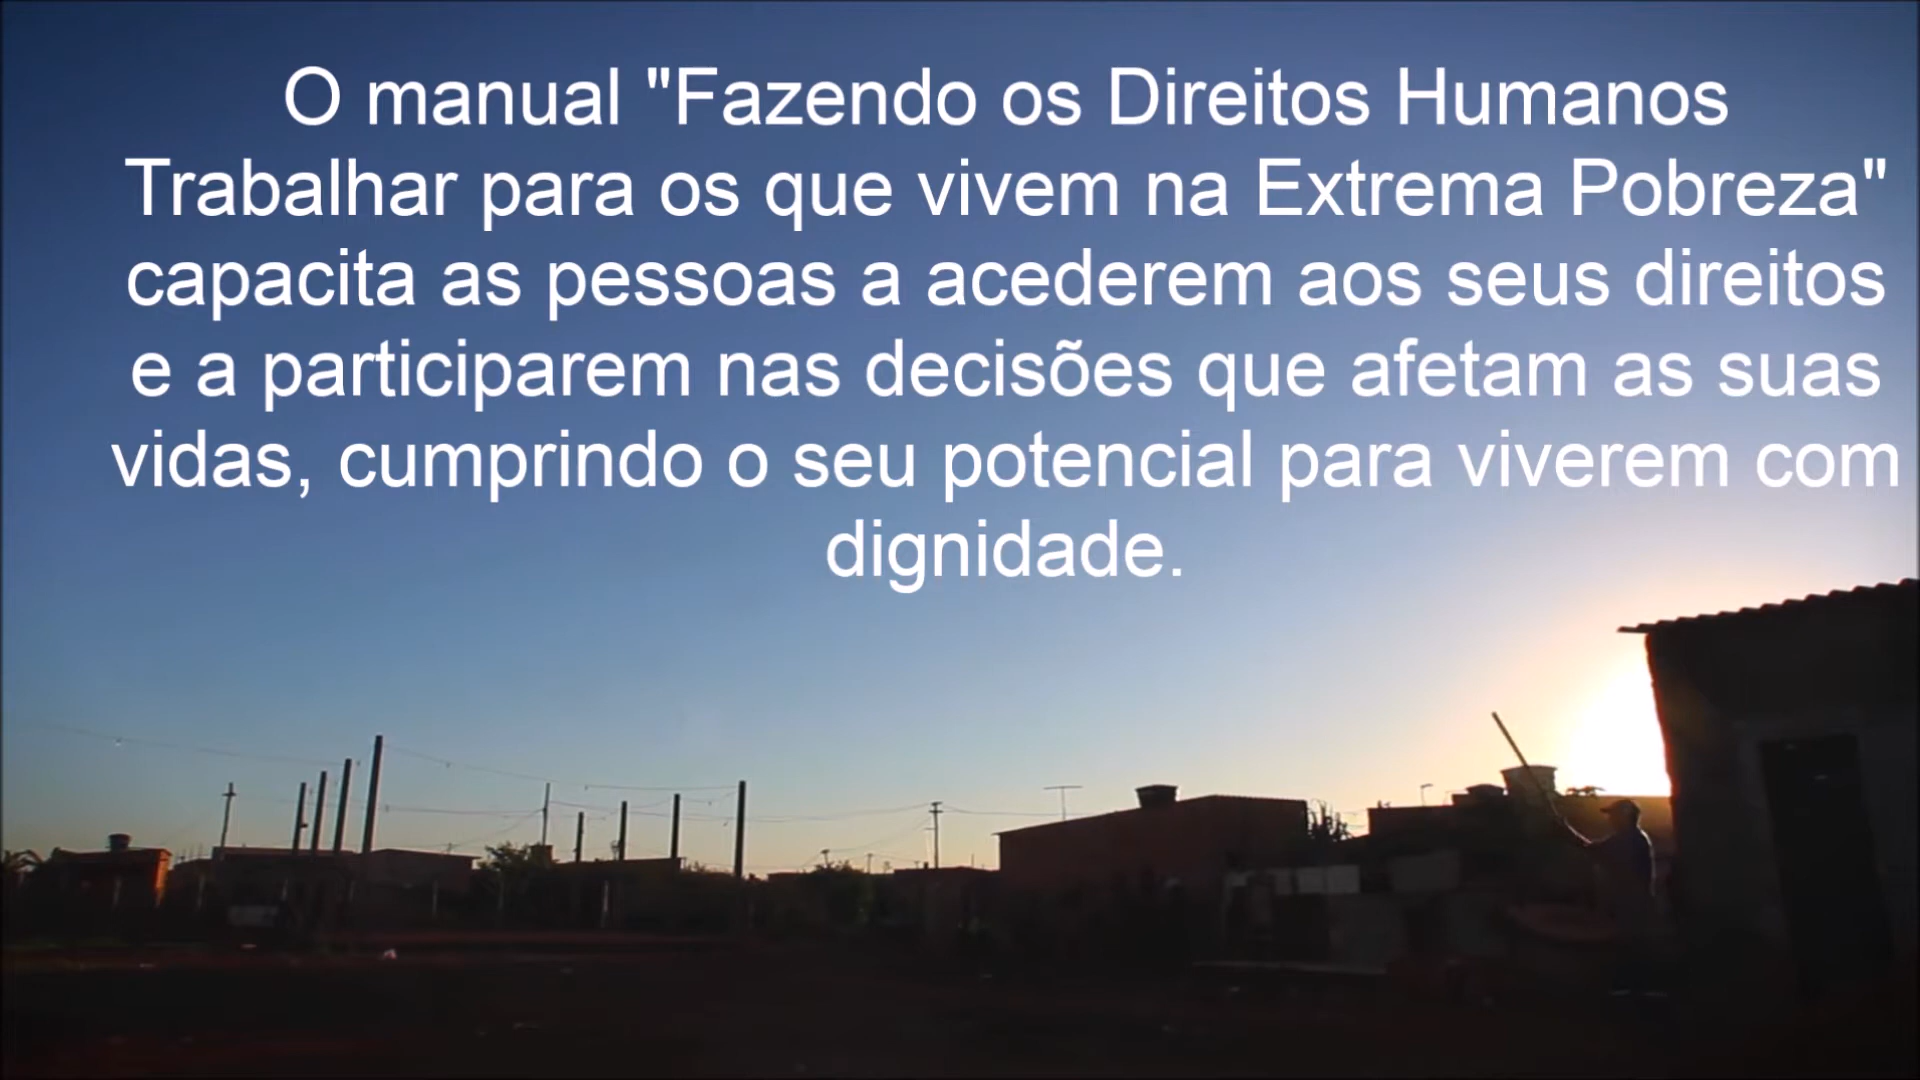 O manual "Fazendo os Direitos Humanos
Trabalhar para os que vivem na Extrema Pobreza"
capacita as pessoas a acederem aos seus direitos
e a participarem nas decisões que afetam as suas
vidas, cumprindo o seu potencial para viverem com
dignidade.